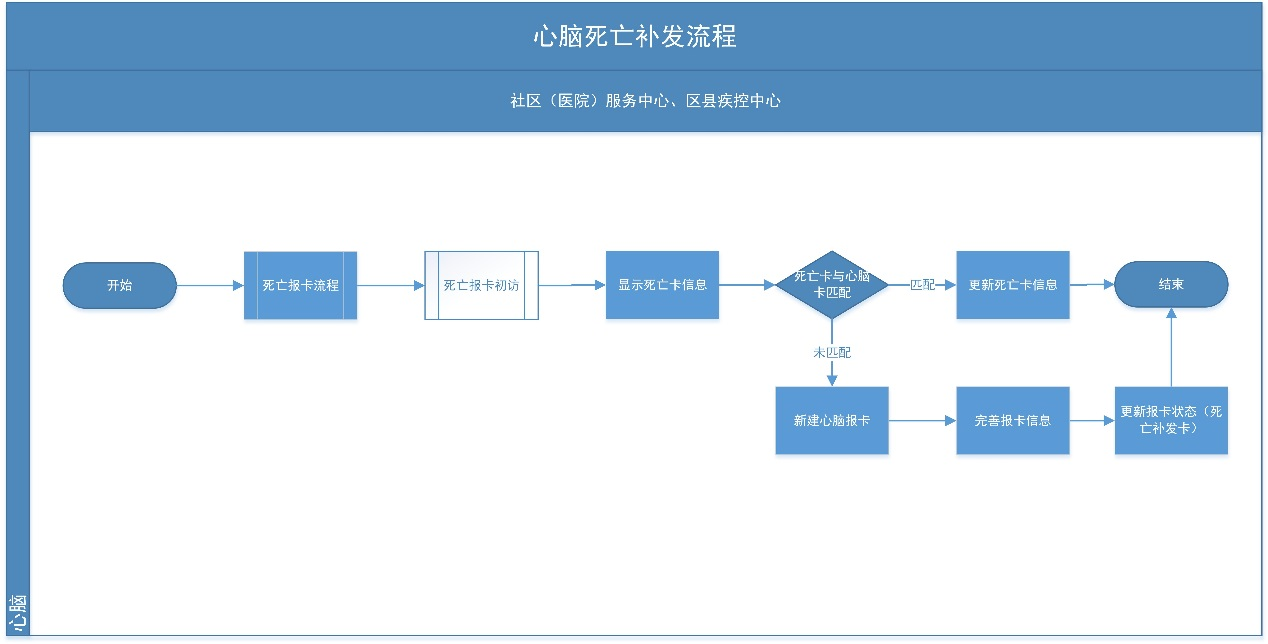 心脑死亡补发流程
社区（医院）服务中心、区县疾控中心
开始
死亡报卡流程
死亡报卡初访
显示死亡卡信息
死亡卡与心脑
卡匹配
匹配
更新死亡卡信息
结束
未匹配
新建心脑报卡
完善报卡信息
更新报卡状态（死
亡补发卡）
心脑